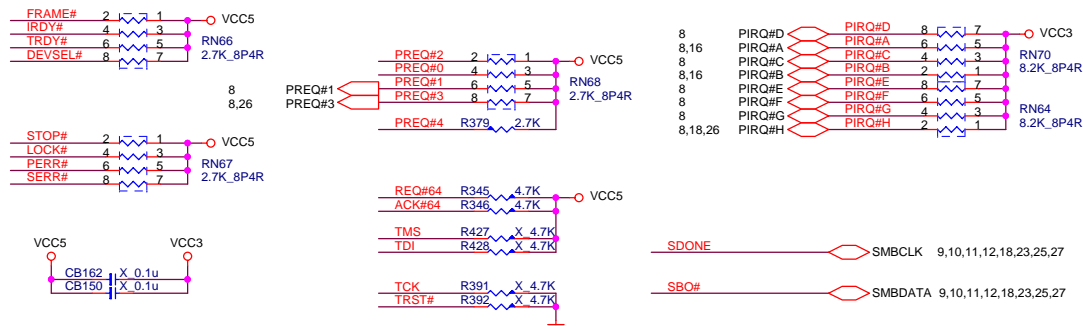 FRAME# 2 1 VCC5
IRDY# 4 3
TRDY# 6 5 RN66
DEVSEL# 8 7 2.7K_8P4R
STOP# 2 1 VCC5
LOCK# 4 3
PERR# 6 5 RN67
SERR# 8 7 2.7K_8P4R
VCC5 VCC3
CB162 X_0.1u
CB150 X_0.1u
PREQ#2 2 1 VCC5
PREQ#0 4 3
8 PREQ#1 PREQ#1 6 5 RN68
8,26 PREQ#3 PREQ#3 8 7 2.7K_8P4R
PREQ#4 R379 2.7K
REQ#64 R345 4.7K VCC5
ACK#64 R346 4.7K
TMS R427 X_4.7K
TDI R428 X_4.7K
TCK R391 X_4.7K
TRST# R392 X_4.7K
8 PIRQ#D PIRQ#D 8 7 VCC3
8,16 PIRQ#A PIRQ#A 6 5
8 PIRQ#C PIRQ#C 4 3 RN70
8,16 PIRQ#B PIRQ#B 2 1 8.2K_8P4R
8 PIRQ#E PIRQ#E 8 7
8 PIRQ#F PIRQ#F 6 5
8 PIRQ#G PIRQ#G 4 3 RN64
8,18,26 PIRQ#H PIRQ#H 2 1 8.2K_8P4R
SDONE SMBCLK 9,10,11,12,18,23,25,27
SBO# SMBDATA 9,10,11,12,18,23,25,27